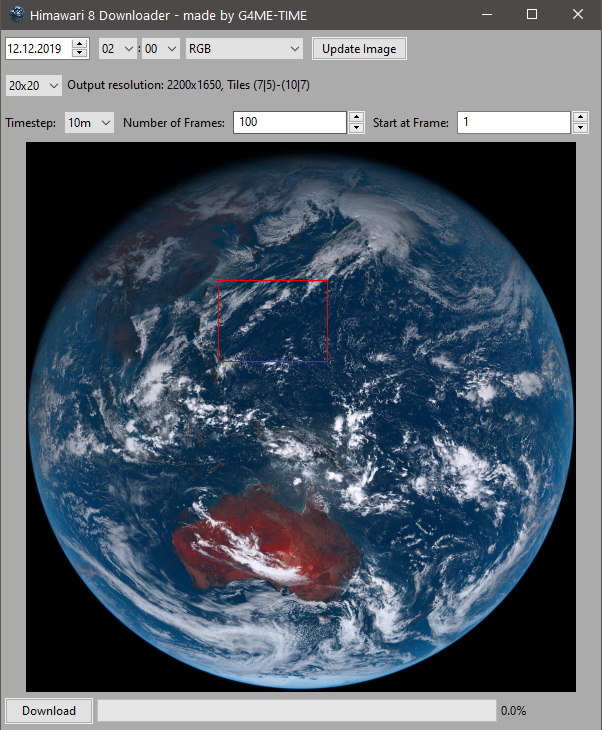 Himawari 8 Downloader - made by G4ME-TIME
12.12.2019 02 : 00 RGB Update Image
20x20 Output resolution: 2200x1650, Tiles (7|5)-(10|7)
Timestep: 10m Number of Frames: 100 Start at Frame: 1
Download 0.0%